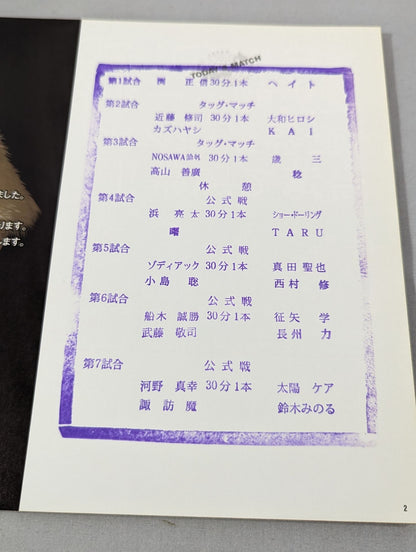 TODAY'S MATCH
第1試合 正信 30分1本 ヘイト
第2試合 タッグ・マッチ
近藤 修司 30分1本 大和ヒロシ
カズハヤシ KAI
第3試合 タッグ・マッチ
NOSAWA論外 30分1本 歳三
高山 善廣 稔
休憩
第4試合 公式戦
浜 亮太 30分1本 ショー・ドーリング
曙 TARU
第5試合 公式戦
ゾディアック 30分1本 真田聖也
小島 聡 西村 修
第6試合 公式戦
船木 誠勝 30分1本 征矢 学
武藤 敬司 長州 力
第7試合 公式戦
河野 真幸 30分1本 太陽 ケア
諏訪魔 鈴木みのる
ました。
ります。
します。
2